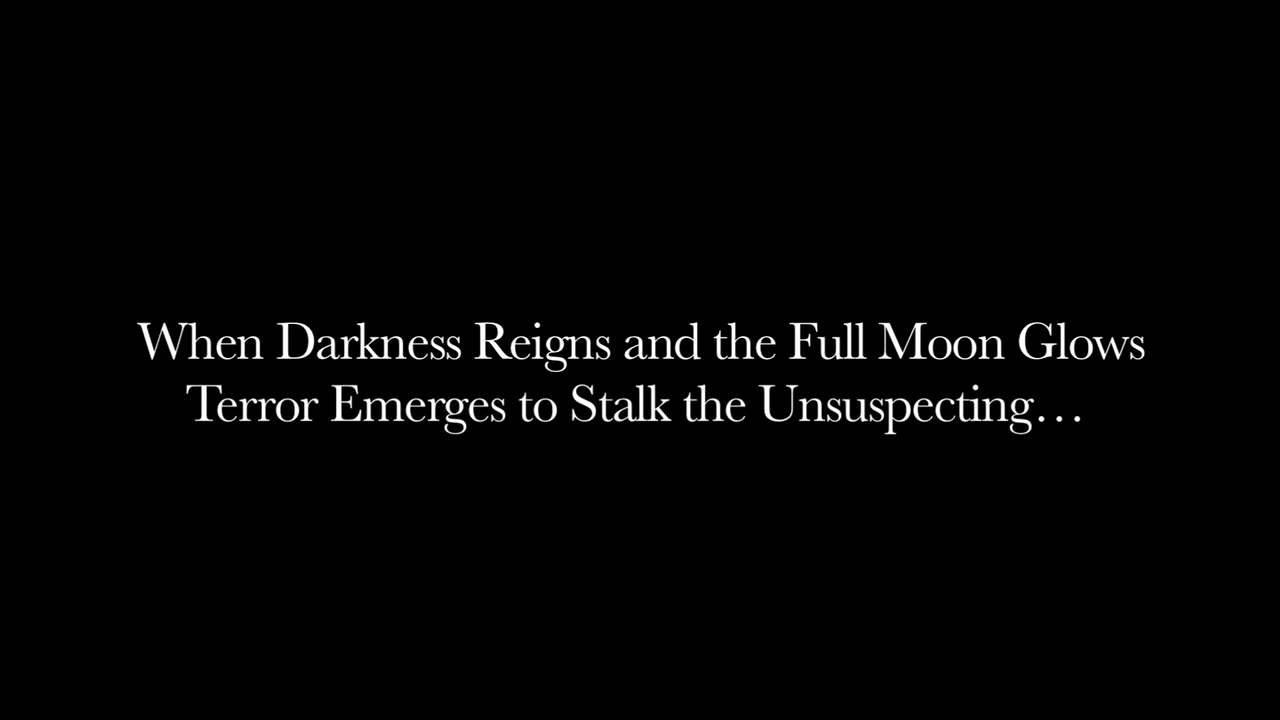 When Darkness Reigns and the Full Moon Glows
Terror Emerges to Stalk the Unsuspecting…